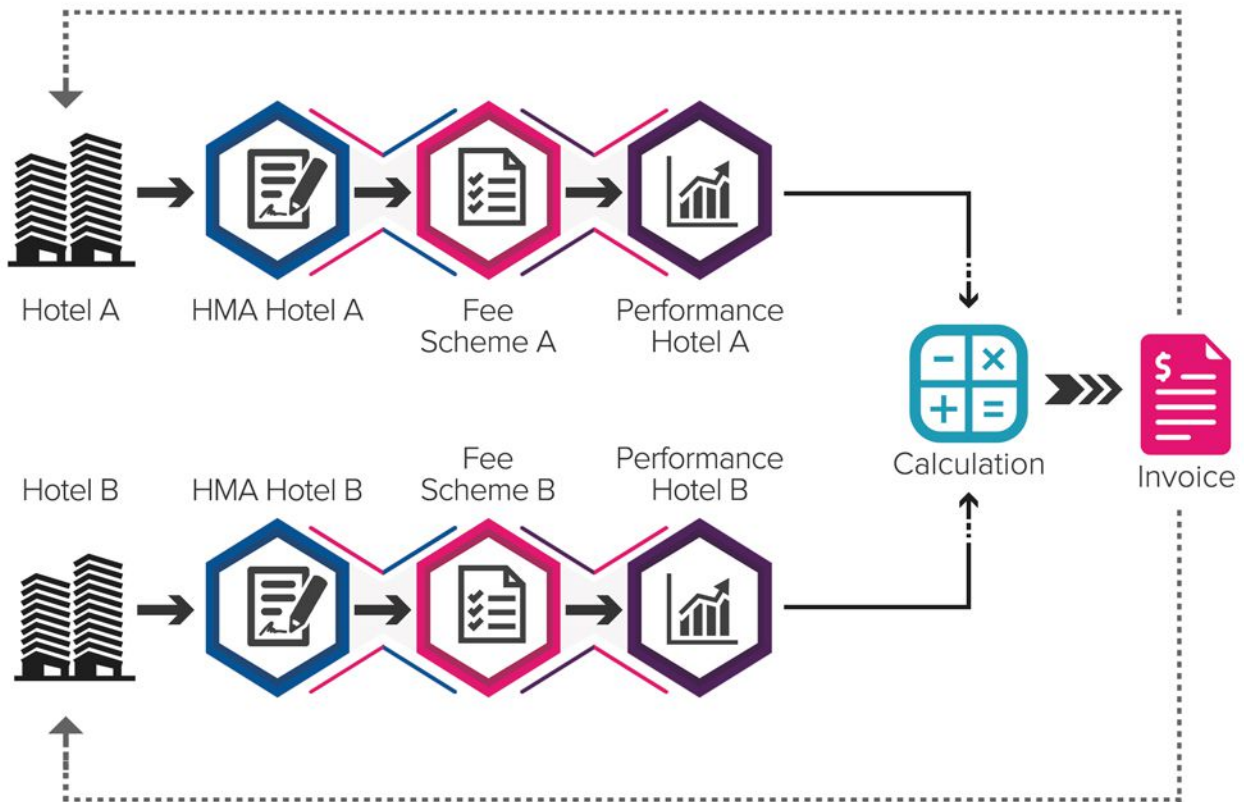 Hotel A
HMA Hotel A
Fee
Scheme A
Performance
Hotel A
− ×
+ =
Calculation
$
Invoice
Hotel B
HMA Hotel B
Fee
Scheme B
Performance
Hotel B